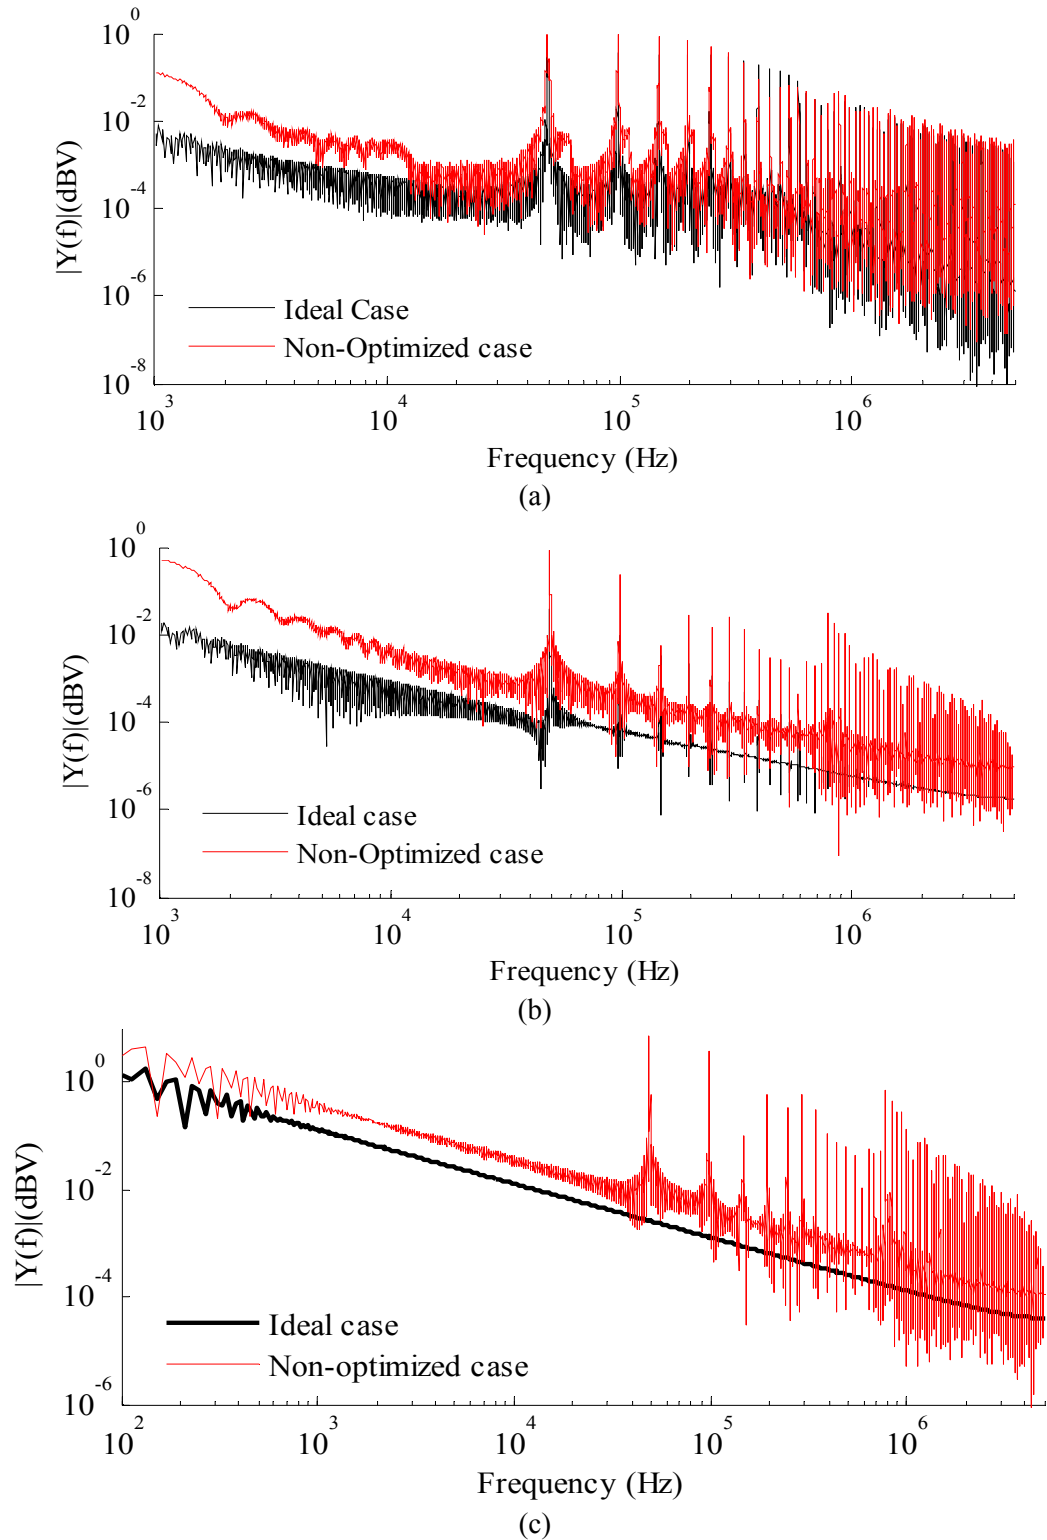 10^0
10^-2
10^-4
10^-6
10^-8
|Y(f)|(dBV)
Ideal Case
Non-Optimized case
10^3 10^4 10^5 10^6
Frequency (Hz)
(a)
10^0
10^-2
10^-4
10^-6
10^-8
|Y(f)|(dBV)
Ideal case
Non-Optimized case
10^3 10^4 10^5 10^6
Frequency (Hz)
(b)
10^0
10^-2
10^-4
10^-6
|Y(f)|(dBV)
Ideal case
Non-optimized case
10^2 10^3 10^4 10^5 10^6
Frequency (Hz)
(c)